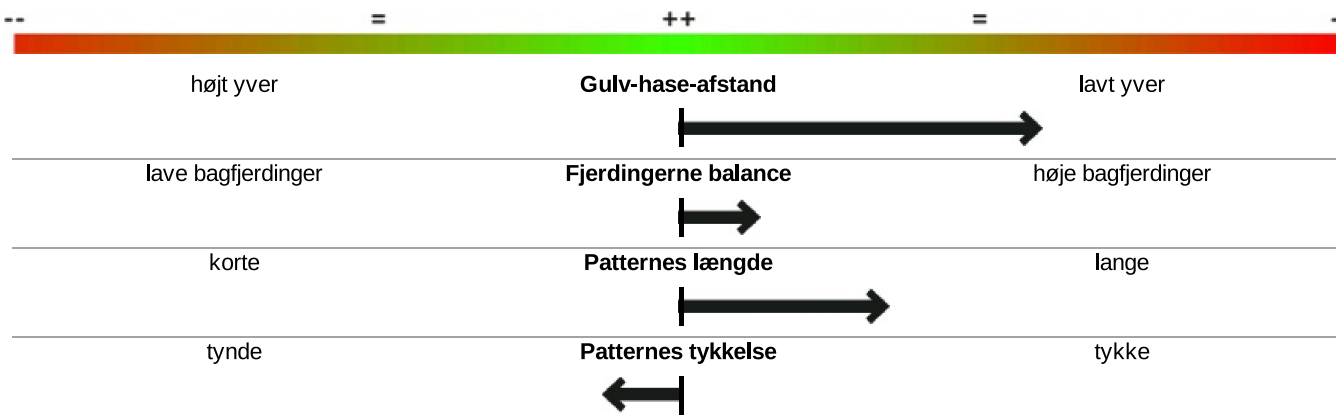 -- = ++ = -
højt yver Gulv-hase-afstand lavt yver
lave bagfjerdinger Fjerdingerne balance høje bagfjerdinger
korte Patternes længde lange
tynde Patternes tykkelse tykke